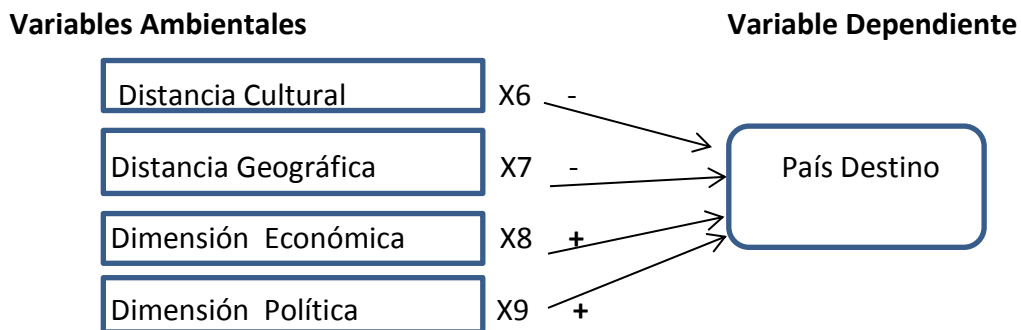 Variables Ambientales Variable Dependiente
Distancia Cultural X6 -
Distancia Geográfica X7 - País Destino
Dimensión Económica X8 +
Dimensión Política X9 +